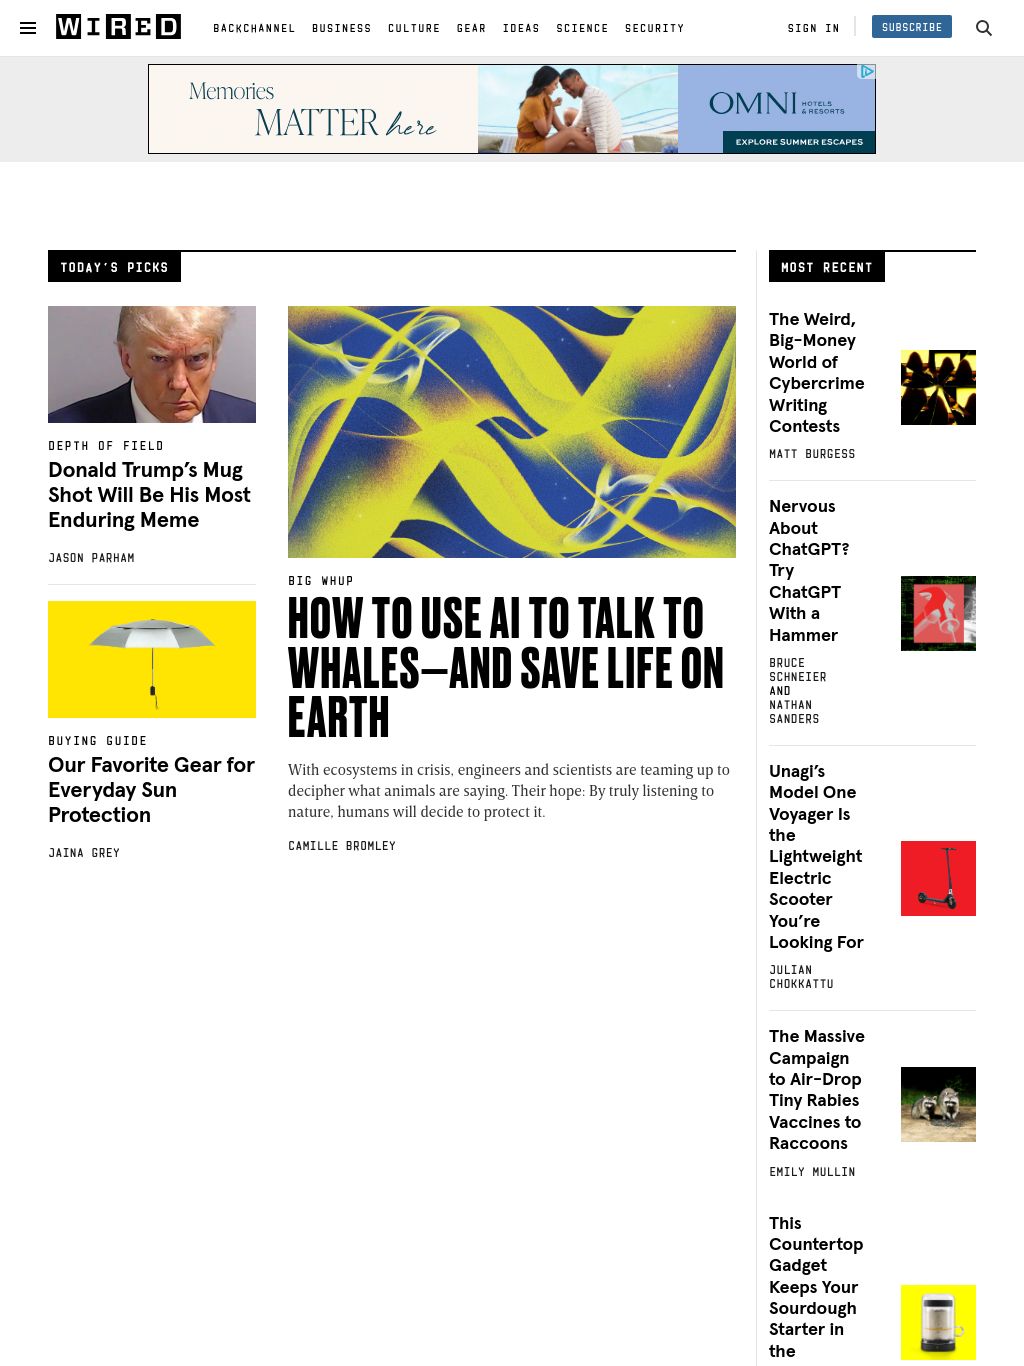 WIRED
BACKCHANNEL BUSINESS CULTURE GEAR IDEAS SCIENCE SECURITY
SIGN IN
SUBSCRIBE
Memories
MATTER here
OMNI HOTELS & RESORTS
EXPLORE SUMMER ESCAPES
TODAY'S PICKS
DEPTH OF FIELD
Donald Trump’s Mug
Shot Will Be His Most
Enduring Meme
JASON PARHAM
BUYING GUIDE
Our Favorite Gear for
Everyday Sun
Protection
JAINA GREY
BIG WHUP
HOW TO USE AI TO TALK TO
WHALES—AND SAVE LIFE ON
EARTH
With ecosystems in crisis, engineers and scientists are teaming up to
decipher what animals are saying. Their hope: By truly listening to
nature, humans will decide to protect it.
CAMILLE BROMLEY
MOST RECENT
The Weird,
Big-Money
World of
Cybercrime
Writing
Contests
MATT BURGESS
Nervous
About
ChatGPT?
Try
ChatGPT
With a
Hammer
BRUCE
SCHNEIER
AND
NATHAN
SANDERS
Unagi’s
Model One
Voyager Is
the
Lightweight
Electric
Scooter
You’re
Looking For
JULIAN
CHOKKATTU
The Massive
Campaign
to Air-Drop
Tiny Rabies
Vaccines to
Raccoons
EMILY MULLIN
This
Countertop
Gadget
Keeps Your
Sourdough
Starter in
the